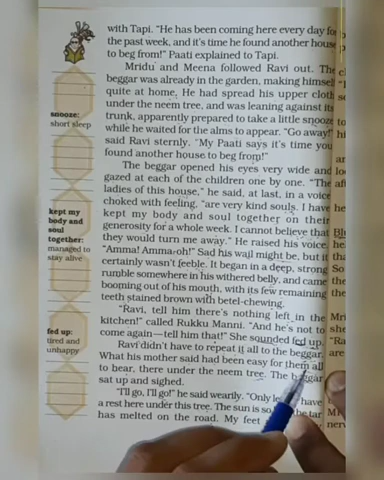 with Tapi. "He has been coming here every day for
the past week, and it's time he found another house
to beg from!" Paati explained to Tapi.
Mridu and Meena followed Ravi out. The
beggar was already in the garden, making himself
quite at home. He had spread his upper cloth
under the neem tree, and was leaning against its
trunk, apparently prepared to take a little snooze
while he waited for the alms to appear. "Go away!"
said Ravi sternly. "My Paati says it's time you
found another house to beg from!"
The beggar opened his eyes very wide and
gazed at each of the children one by one. "The
ladies of this house," he said, at last, in a voice
choked with feeling, "are very kind souls. I have
kept my body and soul together on their
generosity for a whole week. I cannot believe that
they would turn me away." He raised his voice.
"Amma! Amma-oh!" Sad his wail might be, but it
certainly wasn't feeble. It began in a deep, strong
rumble somewhere in his withered belly, and came
booming out of his mouth, with its few remaining
teeth stained brown with betel-chewing.
"Ravi, tell him there's nothing left in the
kitchen!" called Rukku Manni. "And he's not to
come again—tell him that!" She sounded fed up.
Ravi didn't have to repeat it all to the beggar.
What his mother said had been easy for them all
to hear, there under the neem tree. The beggar
sat up and sighed.
"I'll go, I'll go!" he said wearily. "Only have
a rest here under this tree. The sun is so tar
has melted on the road. My feet
snooze:
short sleep
kept my
body and
soul
together:
managed to
stay alive
fed up:
tired and
unhappy